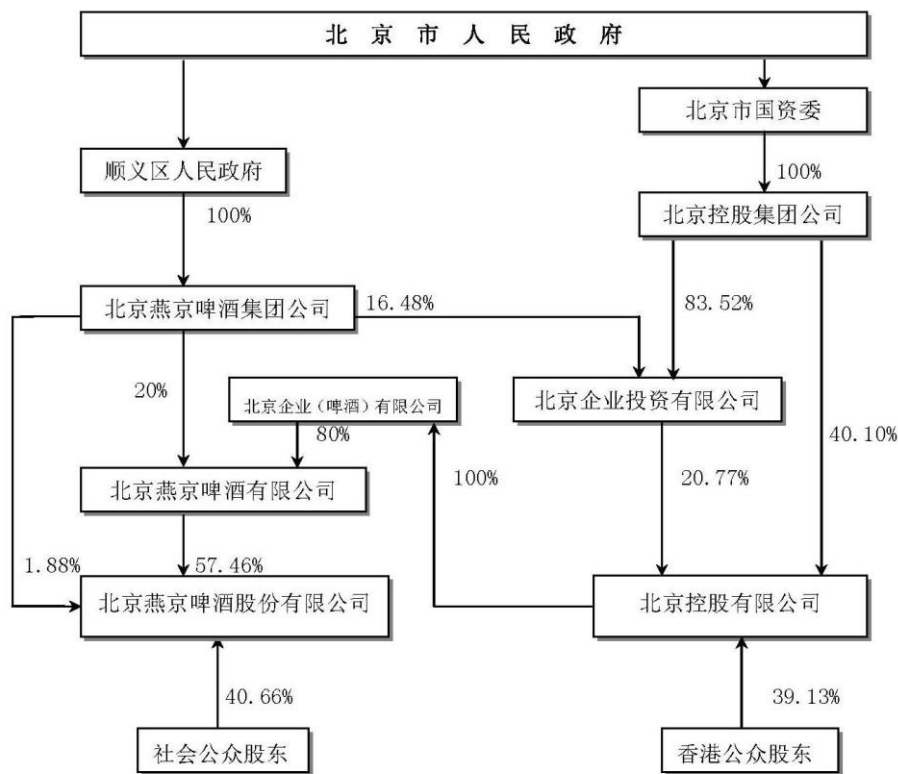 北京市人民政府
北京市国资委
顺义区人民政府
100%
100%
北京控股集团公司
北京燕京啤酒集团公司
16.48%
83.52%
20%
北京企业（啤酒）有限公司
北京企业投资有限公司
80%
40.10%
100%
20.77%
北京燕京啤酒有限公司
1.88%
57.46%
北京燕京啤酒股份有限公司
北京控股有限公司
40.66%
39.13%
社会公众股东
香港公众股东